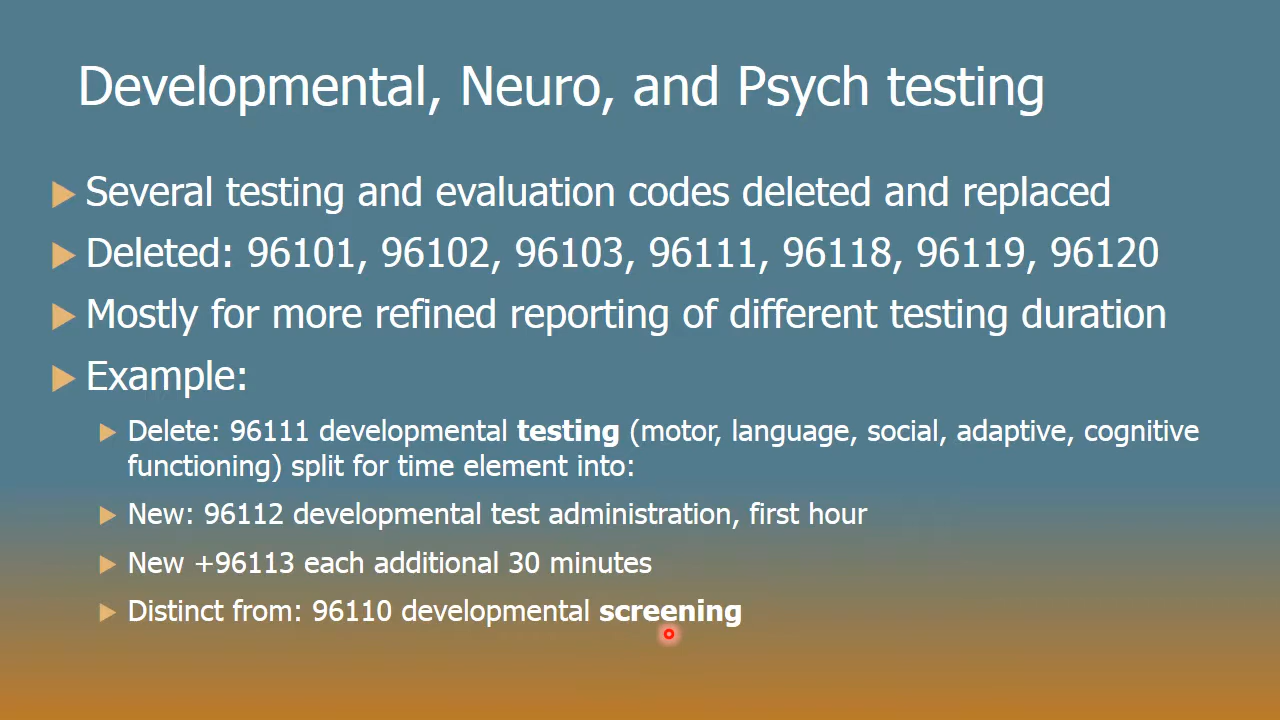 Developmental, Neuro, and Psych testing
Several testing and evaluation codes deleted and replaced
Deleted: 96101, 96102, 96103, 96111, 96118, 96119, 96120
Mostly for more refined reporting of different testing duration
Example:
Delete: 96111 developmental testing (motor, language, social, adaptive, cognitive
functioning) split for time element into:
New: 96112 developmental test administration, first hour
New +96113 each additional 30 minutes
Distinct from: 96110 developmental screening